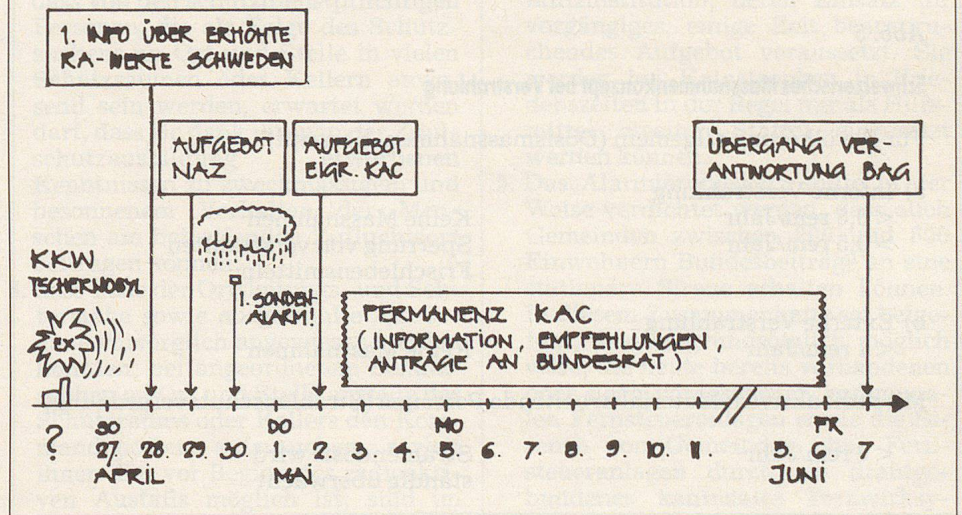 1. INFO ÜBER ERHÖHTE
RA-WERTE SCHWEDEN
AUFGEBOT
NAZ
AUFGEBOT
EIGR. KAC
ÜBERGANG VER-
ANTWORTUNG BAG
KKW
TSCHERNOBYL
EX
1. SONDEN-
ALARM!
PERMANENZ KAC
(INFORMATION, EMPFEHLUNGEN,
ANTRÄGE AN BUNDESRAT)
SO DO MO FR
? 27. 28. 29. 30. 1. 2. 3. 4. 5. 6. 7. 8. 9. 10. 11. 5. 6. 7.
APRIL MAI JUNI